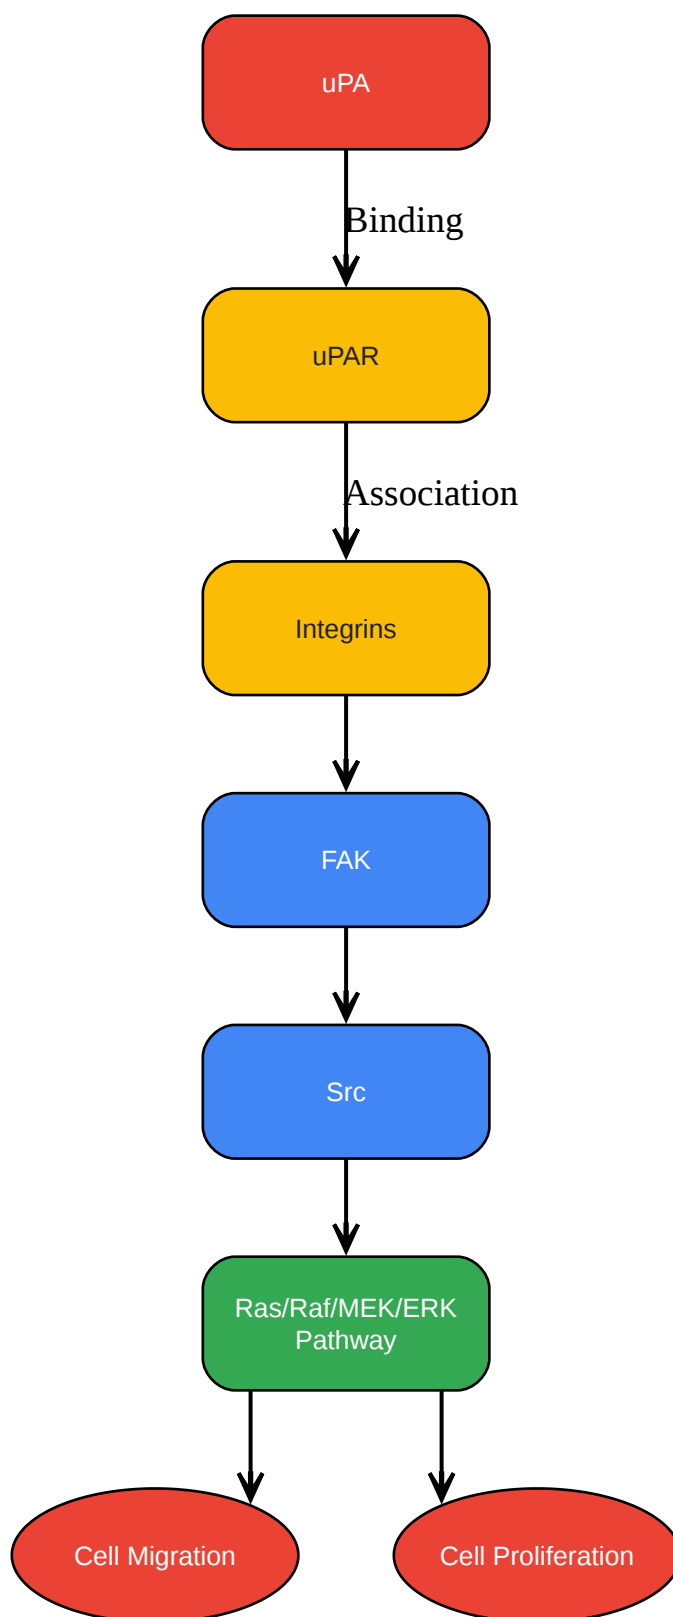 uPA
Binding
uPAR
Association
Integrins
FAK
Src
Ras/Raf/MEK/ERK
Pathway
Cell Migration
Cell Proliferation